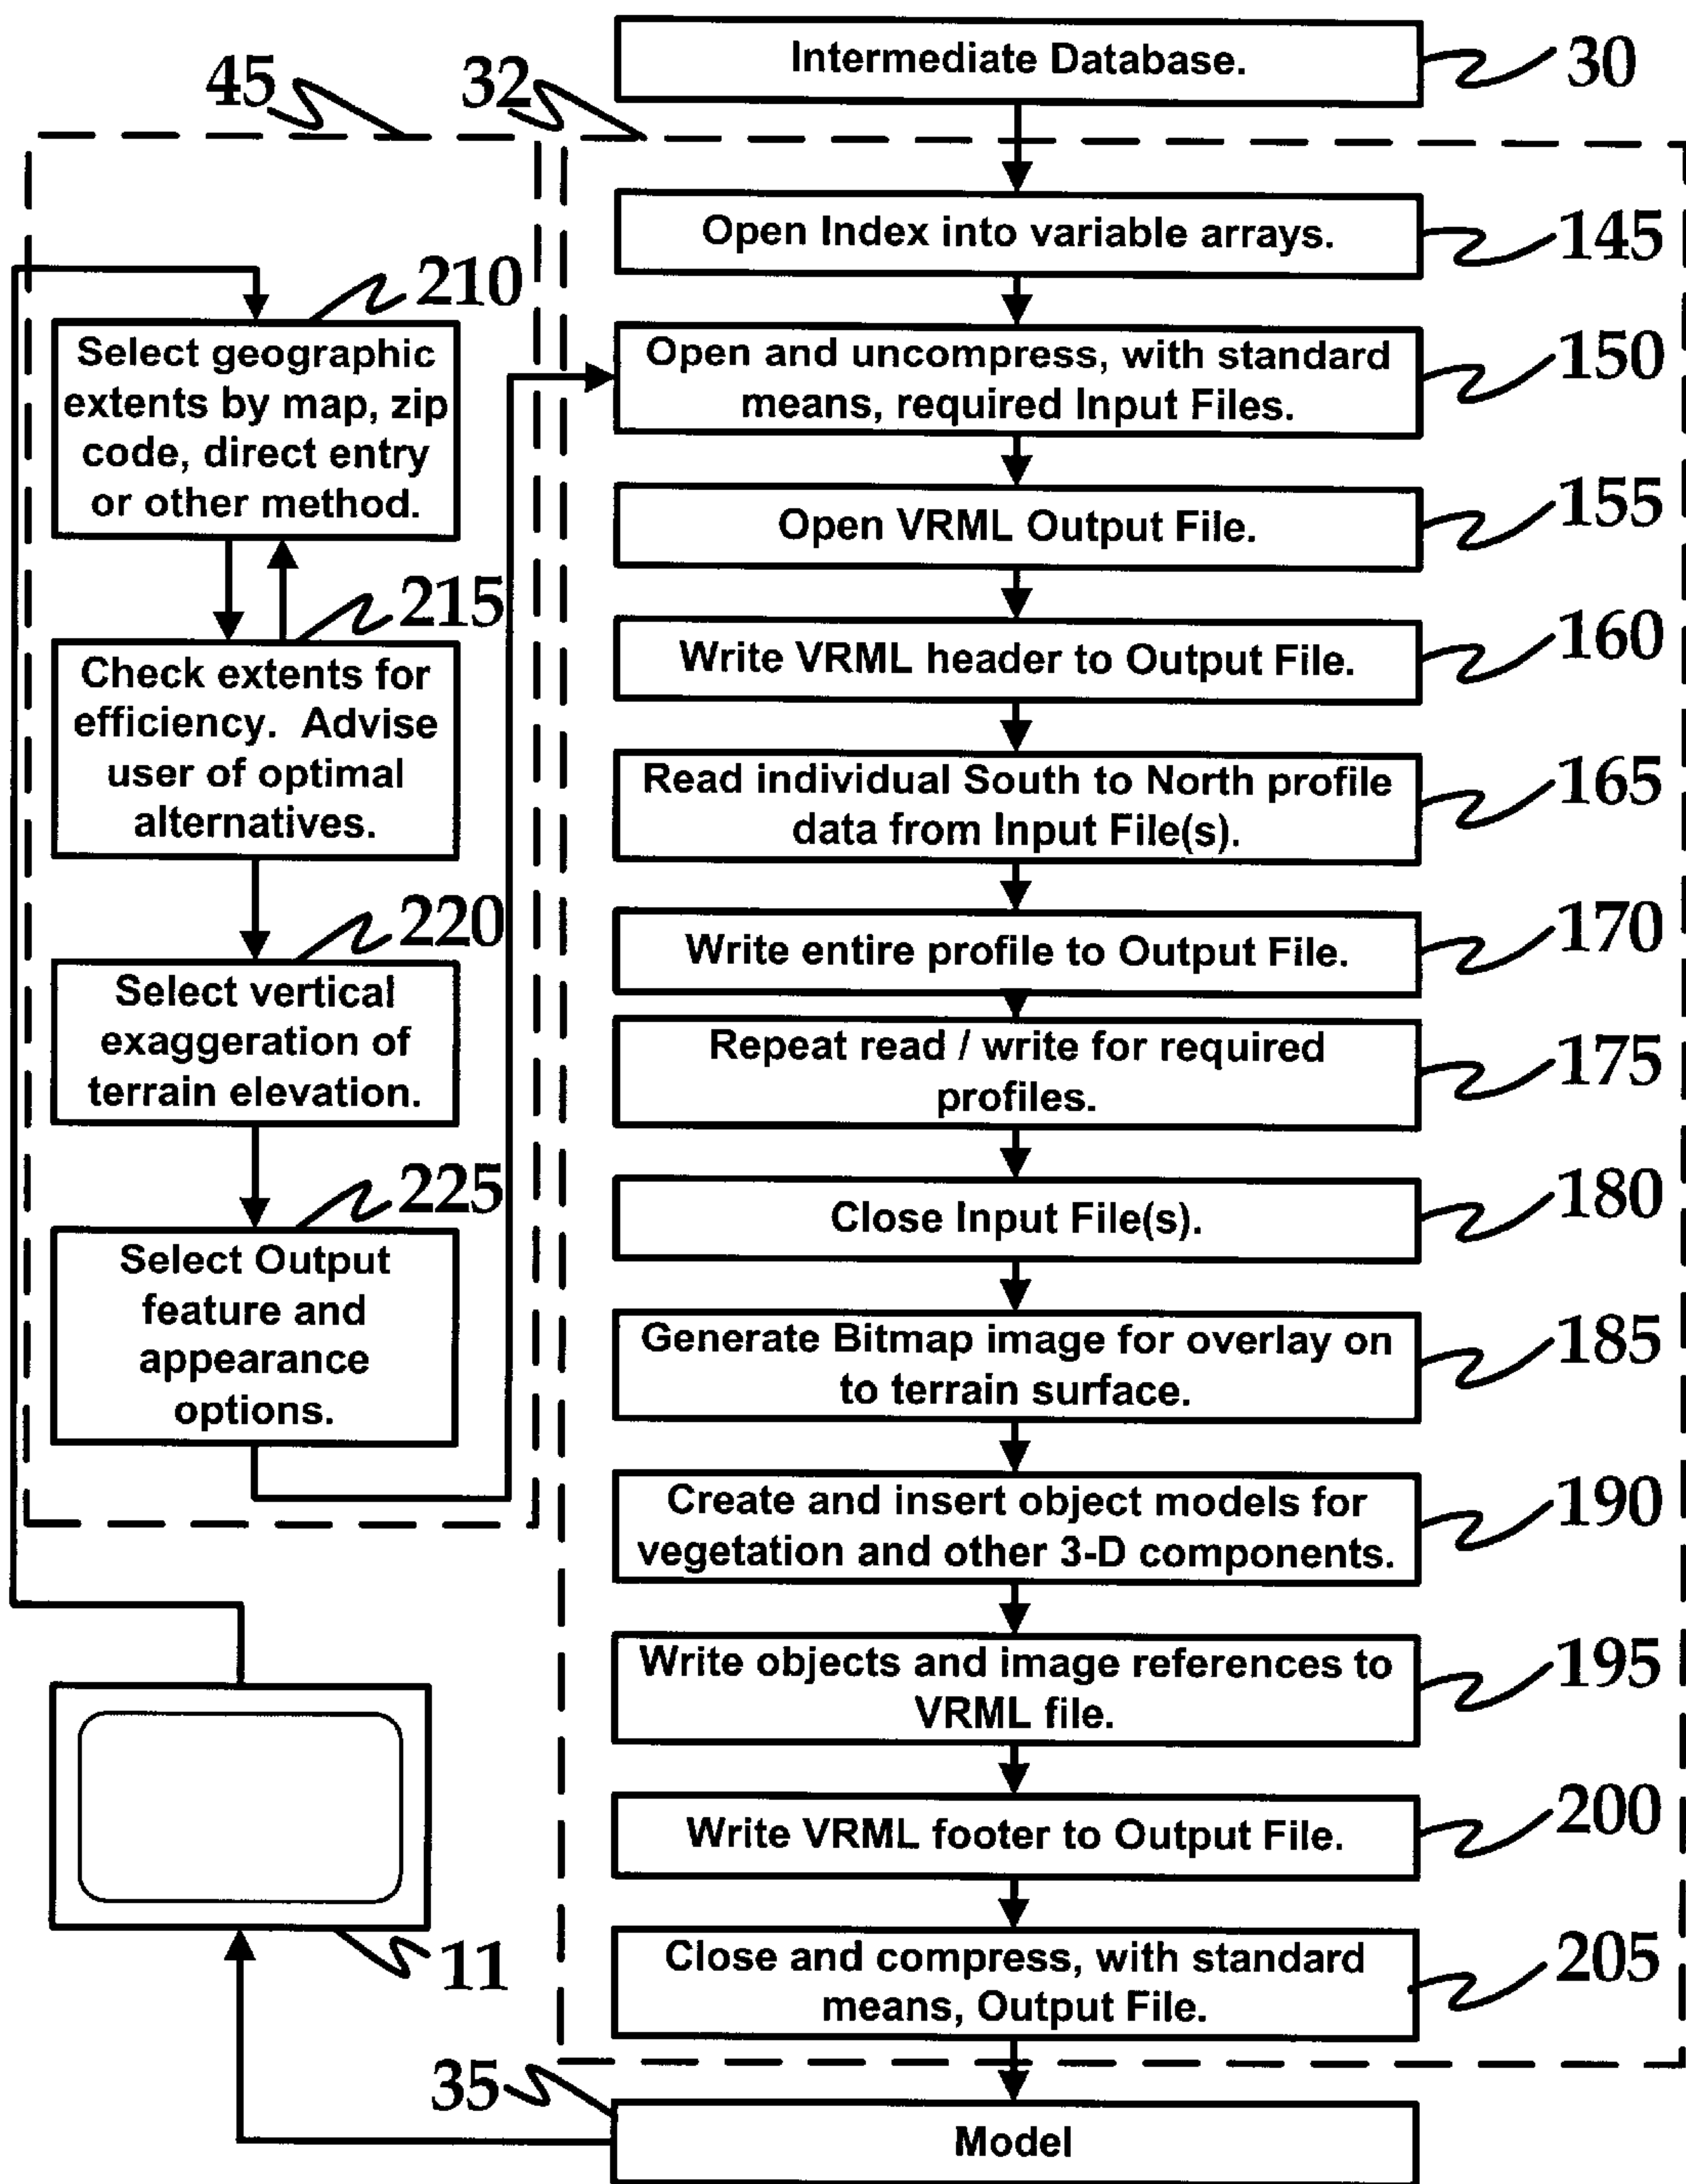 45
32
Intermediate Database.
30
Open Index into variable arrays.
145
210
Select geographic
extents by map, zip
code, direct entry
or other method.
Open and uncompress, with standard
means, required Input Files.
150
Open VRML Output File.
155
215
Check extents for
efficiency. Advise
user of optimal
alternatives.
Write VRML header to Output File.
160
Read individual South to North profile
data from Input File(s).
165
220
Select vertical
exaggeration of
terrain elevation.
Write entire profile to Output File.
170
Repeat read / write for required
profiles.
175
225
Select Output
feature and
appearance
options.
Close Input File(s).
180
Generate Bitmap image for overlay on
to terrain surface.
185
Create and insert object models for
vegetation and other 3-D components.
190
Write objects and image references to
VRML file.
195
Write VRML footer to Output File.
200
11
Close and compress, with standard
means, Output File.
205
35
Model